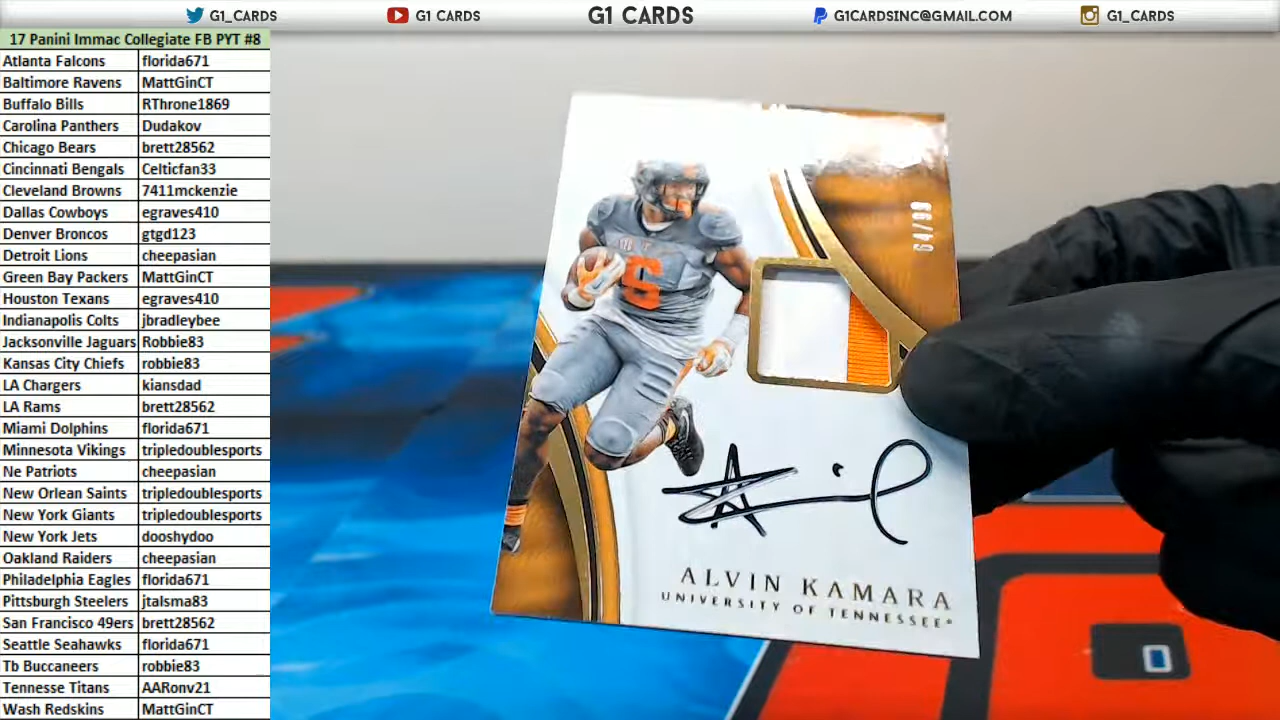 G1_CARDS
G1 CARDS
G1 CARDS
G1CARDSINC@GMAIL.COM
G1_CARDS
17 Panini Immac Collegiate FB PYT #8
Atlanta Falcons florida671
Baltimore Ravens MattGinCT
Buffalo Bills RThrone1869
Carolina Panthers Dudakov
Chicago Bears brett28562
Cincinnati Bengals Celticfan33
Cleveland Browns 7411mckenzie
Dallas Cowboys egraves410
Denver Broncos gtgd123
Detroit Lions cheepasian
Green Bay Packers MattGinCT
Houston Texans egraves410
Indianapolis Colts jbradleybee
Jacksonville Jaguars Robbie83
Kansas City Chiefs robbie83
LA Chargers kiansdad
LA Rams brett28562
Miami Dolphins florida671
Minnesota Vikings tripledoublesports
Ne Patriots cheepasian
New Orlean Saints tripledoublesports
New York Giants tripledoublesports
New York Jets dooshydoo
Oakland Raiders cheepasian
Philadelphia Eagles florida671
Pittsburgh Steelers jtalsma83
San Francisco 49ers brett28562
Seattle Seahawks florida671
Tb Buccaneers robbie83
Tennesse Titans AARonv21
Wash Redskins MattGinCT
64/99
6
ALVIN KAMARA
UNIVERSITY OF TENNESSEE®